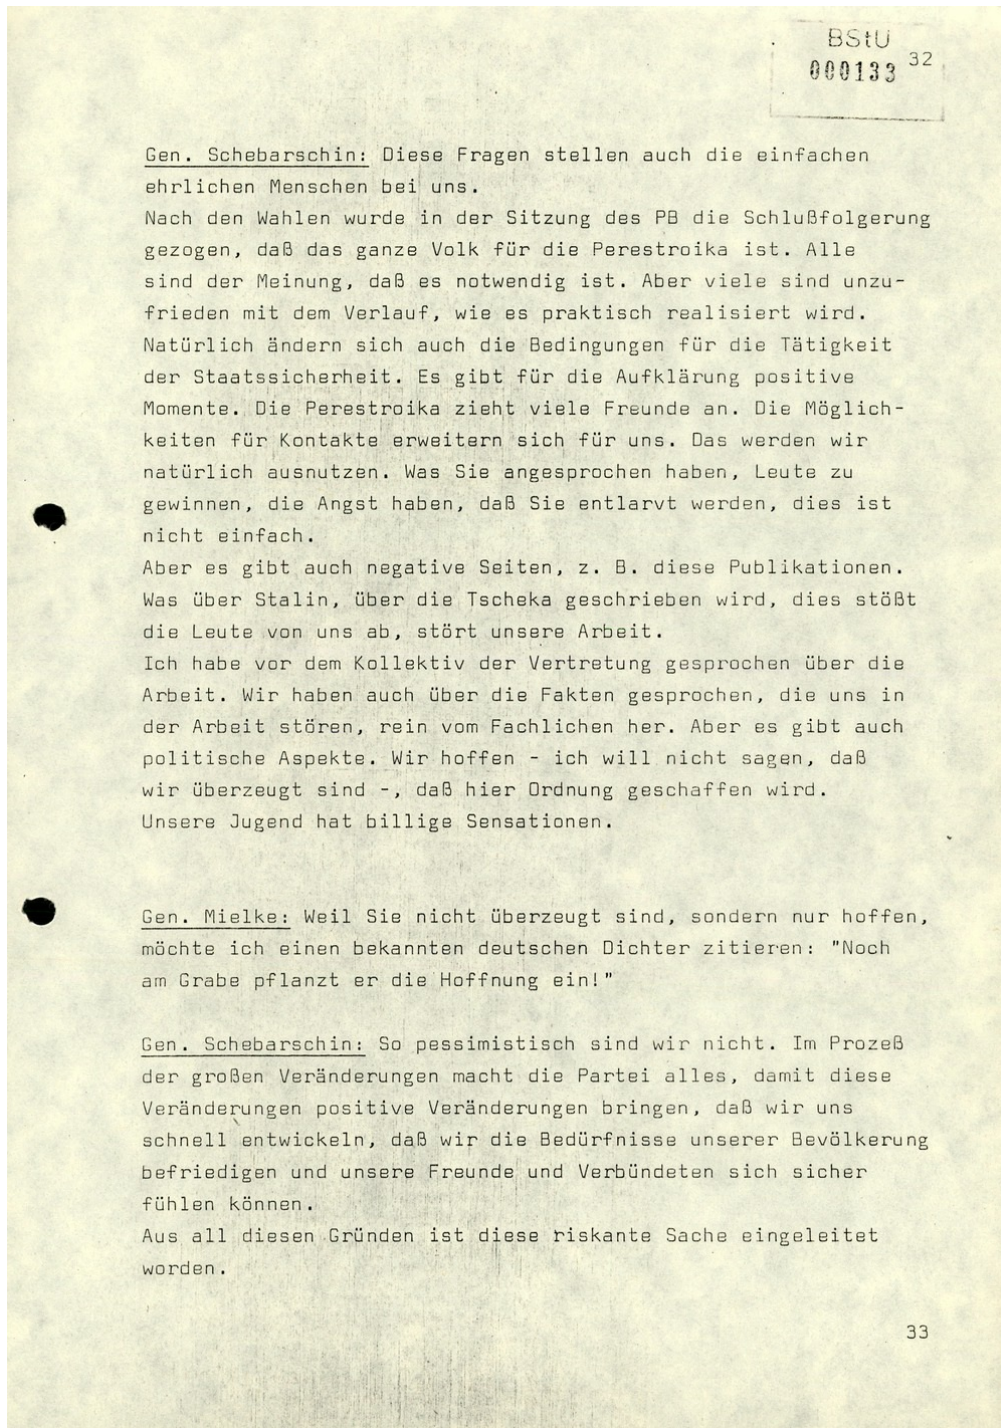 BStU
32
000133
Gen. Schebarschin: Diese Fragen stellen auch die einfachen
ehrlichen Menschen bei uns.
Nach den Wahlen wurde in der Sitzung des PB die Schlußfolgerung
gezogen, daß das ganze Volk für die Perestroika ist. Alle
sind der Meinung, daß es notwendig ist. Aber viele sind unzu-
frieden mit dem Verlauf, wie es praktisch realisiert wird.
Natürlich ändern sich auch die Bedingungen für die Tätigkeit
der Staatssicherheit. Es gibt für die Aufklärung positive
Momente. Die Perestroika zieht viele Freunde an. Die Möglich-
keiten für Kontakte erweitern sich für uns. Das werden wir
natürlich ausnutzen. Was Sie angesprochen haben, Leute zu
gewinnen, die Angst haben, daß Sie entlarvt werden, dies ist
nicht einfach.
Aber es gibt auch negative Seiten, z. B. diese Publikationen.
Was über Stalin, über die Tscheka geschrieben wird, dies stößt
die Leute von uns ab, stört unsere Arbeit.
Ich habe vor dem Kollektiv der Vertretung gesprochen über die
Arbeit. Wir haben auch über die Fakten gesprochen, die uns in
der Arbeit stören, rein vom Fachlichen her. Aber es gibt auch
politische Aspekte. Wir hoffen - ich will nicht sagen, daß
wir überzeugt sind -, daß hier Ordnung geschaffen wird.
Unsere Jugend hat billige Sensationen.
Gen. Mielke: Weil Sie nicht überzeugt sind, sondern nur hoffen,
möchte ich einen bekannten deutschen Dichter zitieren: "Noch
am Grabe pflanzt er die Hoffnung ein!"
Gen. Schebarschin: So pessimistisch sind wir nicht. Im Prozeß
der großen Veränderungen macht die Partei alles, damit diese
Veränderungen positive Veränderungen bringen, daß wir uns
schnell entwickeln, daß wir die Bedürfnisse unserer Bevölkerung
befriedigen und unsere Freunde und Verbündeten sich sicher
fühlen können.
Aus all diesen Gründen ist diese riskante Sache eingeleitet
worden.
33